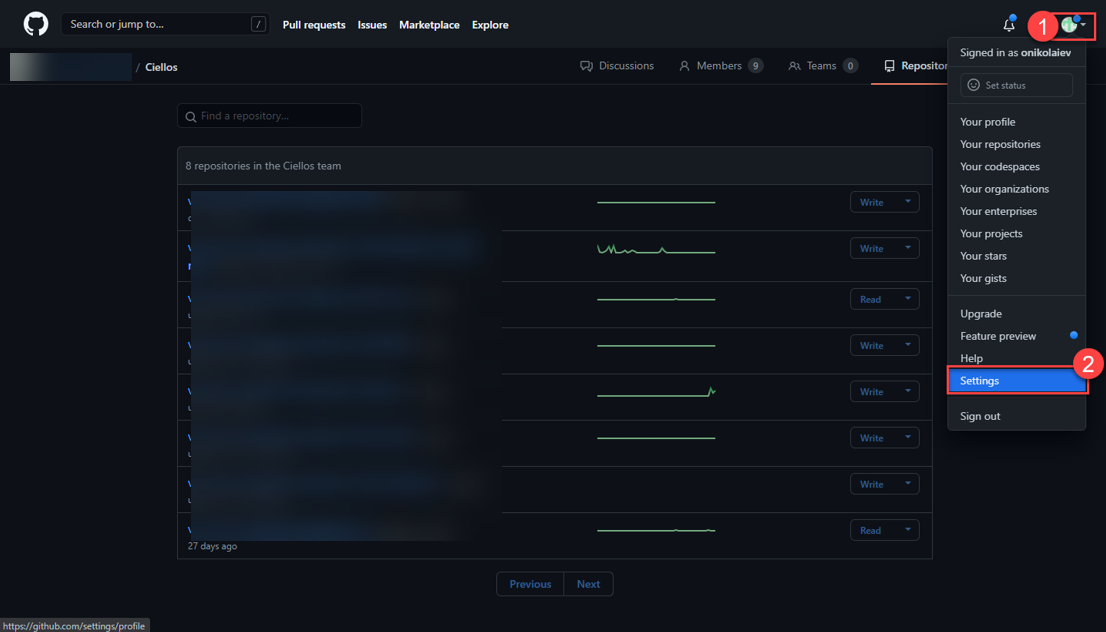 Search or jump to... /
Pull requests Issues Marketplace Explore
1
Ciellos
/
Discussions
Members 9
Teams 0
Repositor
Signed in as onikolaiev
Set status
Your profile
Your repositories
Your codespaces
Your organizations
Your enterprises
Your projects
Your stars
Your gists
Upgrade
Feature preview
Help
2
Settings
Sign out
Find a repository...
8 repositories in the Ciellos team
Write
Write
Read
Write
Write
Write
Write
Read
27 days ago
Previous Next
https://github.com/settings/profile